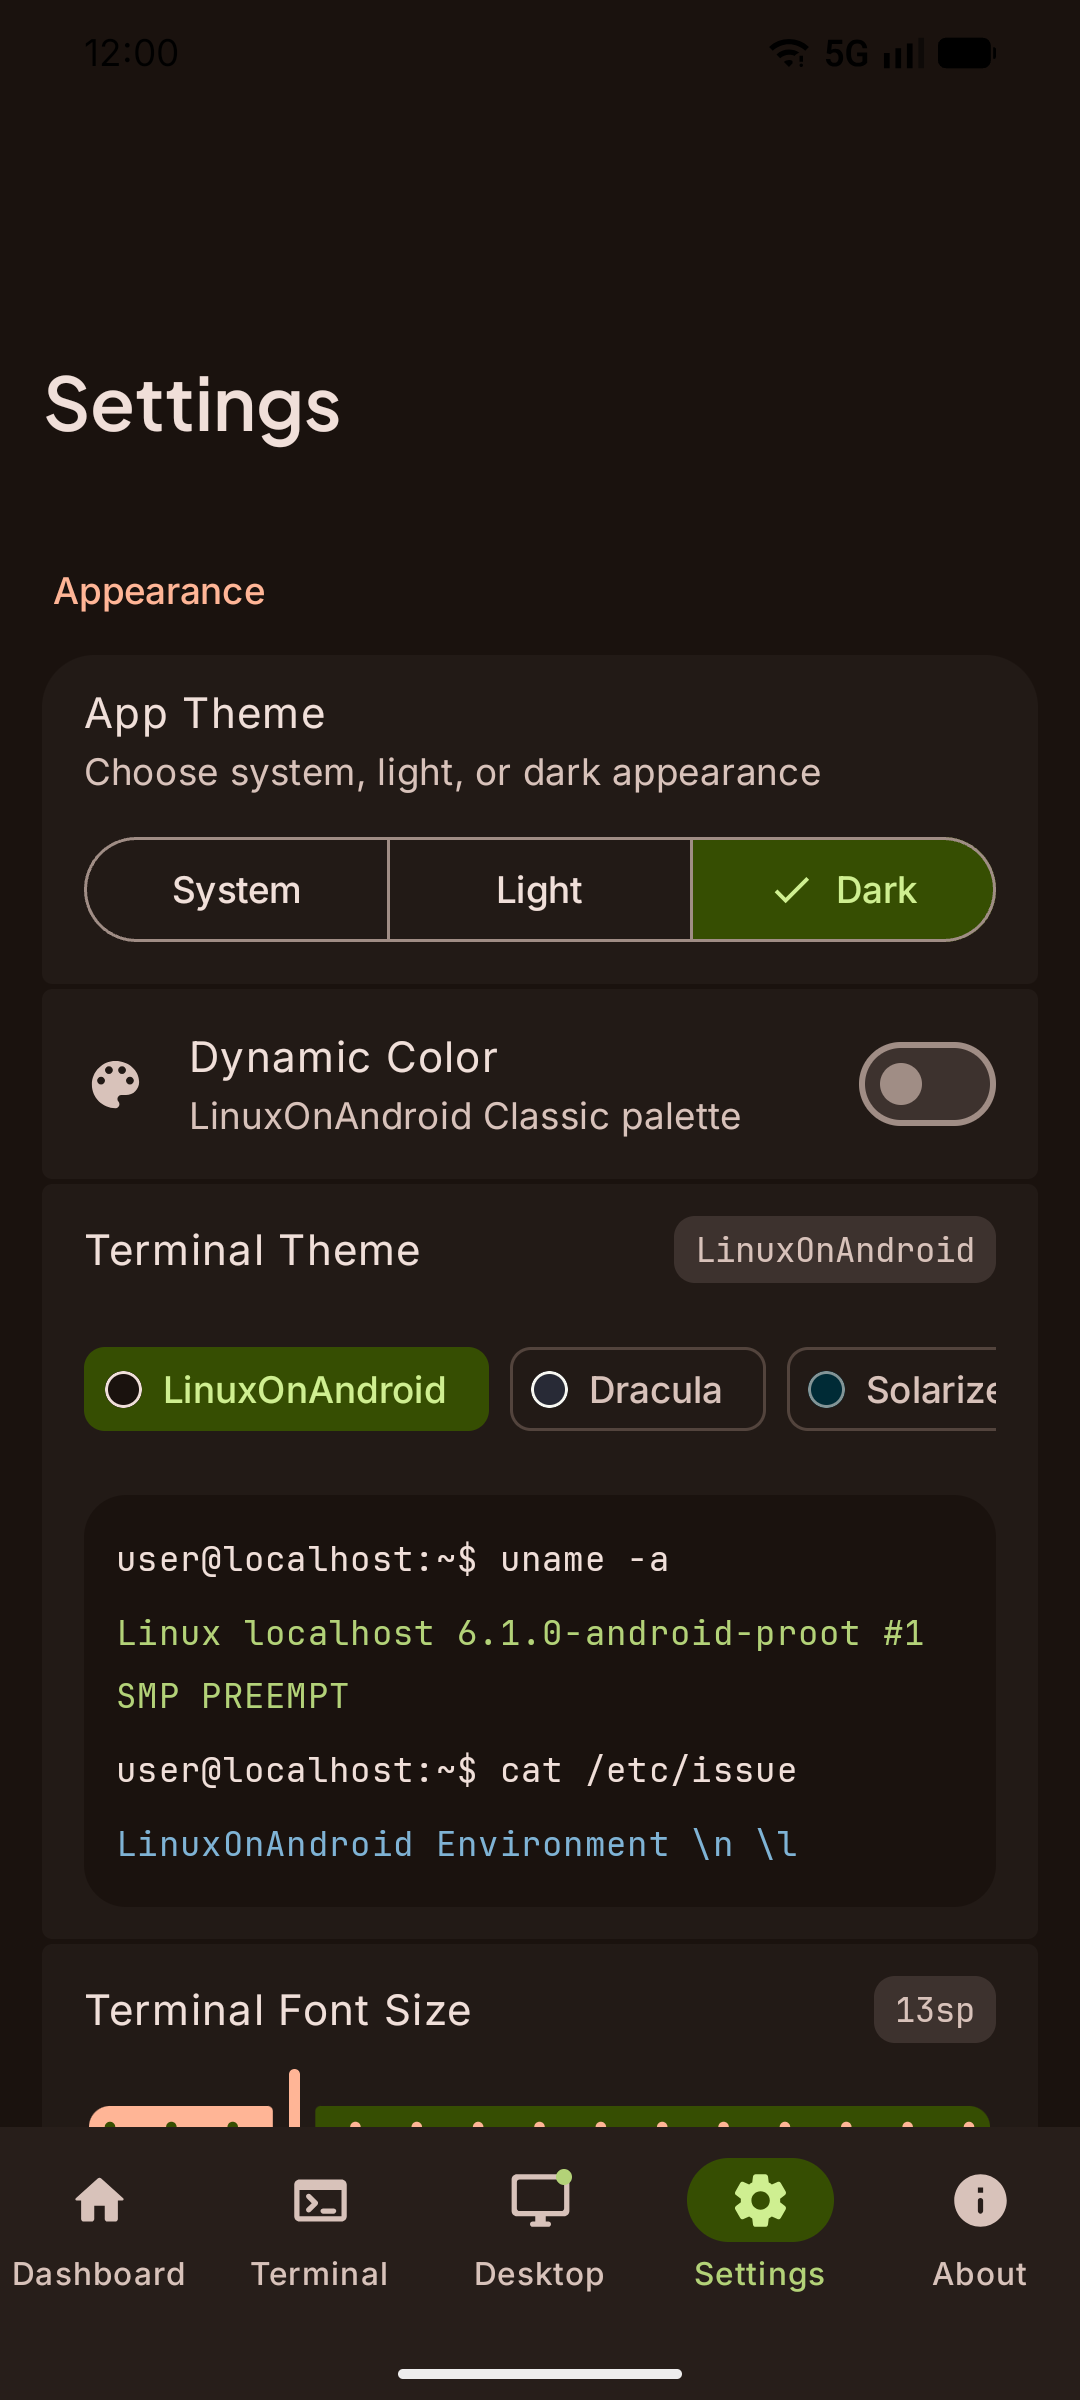 12:00
5G
Settings
Appearance
App Theme
Choose system, light, or dark appearance
System
Light
Dark
Dynamic Color
LinuxOnAndroid Classic palette
Terminal Theme
LinuxOnAndroid
LinuxOnAndroid
Dracula
Solarize
user@localhost:~$ uname -a
Linux localhost 6.1.0-android-proot #1
SMP PREEMPT
user@localhost:~$ cat /etc/issue
LinuxOnAndroid Environment \n \l
Terminal Font Size
13sp
Dashboard
Terminal
Desktop
Settings
About